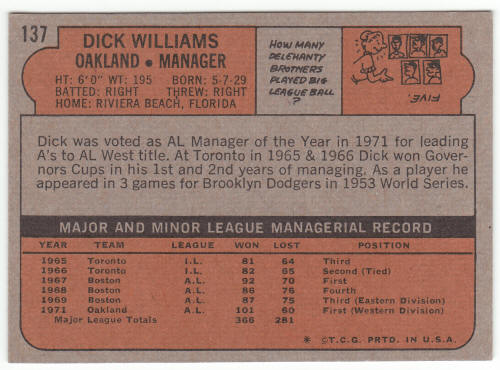 137
DICK WILLIAMS
OAKLAND • MANAGER
HT: 6'0" WT: 195 BORN: 5-7-29
BATTED: RIGHT THREW: RIGHT
HOME: RIVIERA BEACH, FLORIDA
HOW MANY
DELEHANTY
BROTHERS
PLAYED BIG
LEAGUE BALL
?
FIVE.
Dick was voted as AL Manager of the Year in 1971 for leading
A's to AL West title. At Toronto in 1965 & 1966 Dick won Gover-
nors Cups in his 1st and 2nd years of managing. As a player he
appeared in 3 games for Brooklyn Dodgers in 1953 World Series.
MAJOR AND MINOR LEAGUE MANAGERIAL RECORD
YEAR TEAM LEAGUE WON LOST POSITION
1965 Toronto I.L. 81 64 Third
1966 Toronto I.L. 82 65 Second (Tied)
1967 Boston A.L. 92 70 First
1968 Boston A.L. 86 76 Fourth
1969 Boston A.L. 87 75 Third (Eastern Division)
1971 Oakland A.L. 101 60 First (Western Division)
Major League Totals 366 281
* ©T.C.G. PRTD. IN U.S.A.